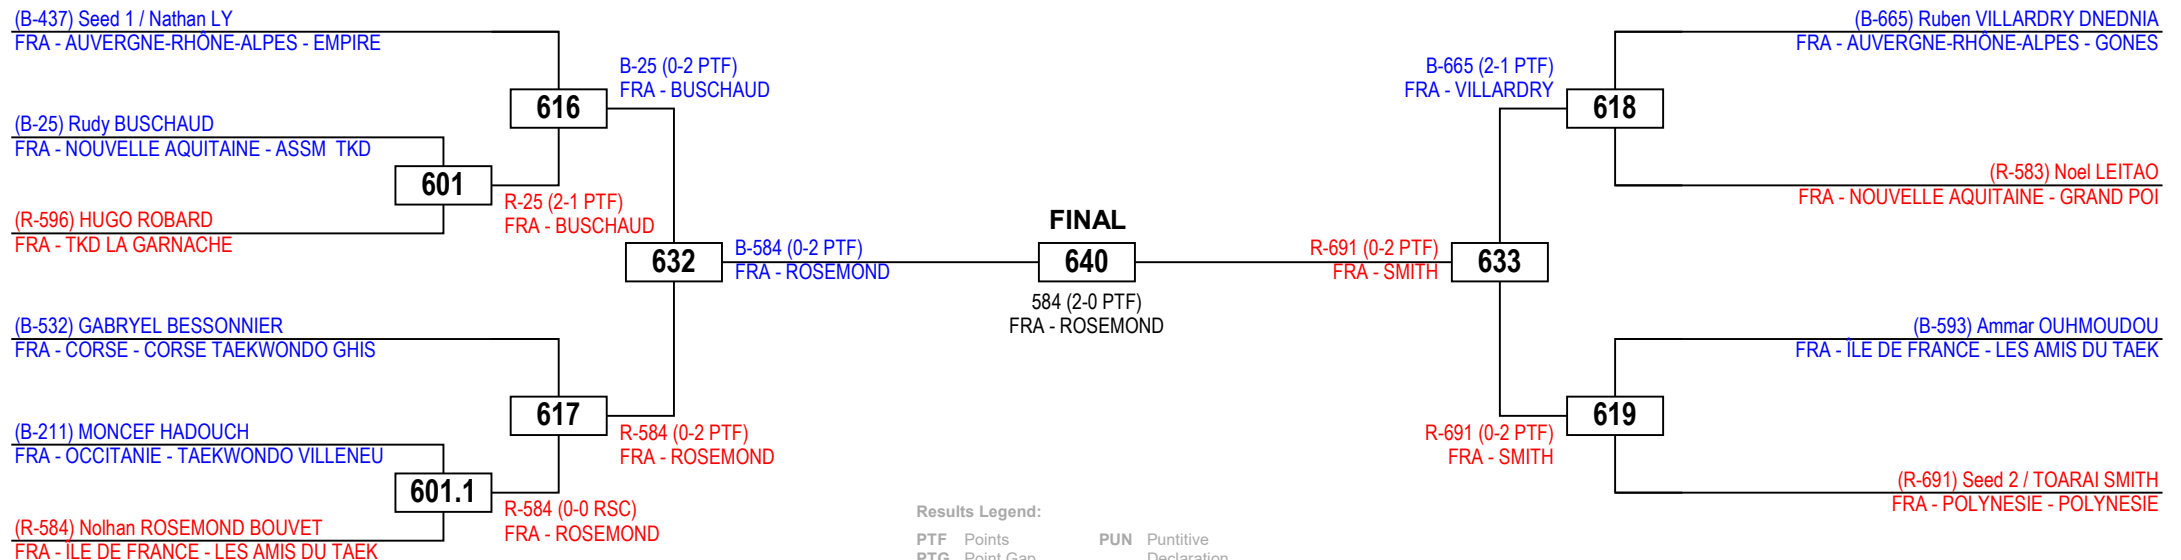 (B-437) Seed 1 / Nathan LY
FRA - AUVERGNE-RHÔNE-ALPES - EMPIRE
616
B-25 (0-2 PTF)
FRA - BUSCHAUD
(B-25) Rudy BUSCHAUD
FRA - NOUVELLE AQUITAINE - ASSM TKD
601
R-25 (2-1 PTF)
FRA - BUSCHAUD
(R-596) HUGO ROBARD
FRA - TKD LA GARNACHE
632
B-584 (0-2 PTF)
FRA - ROSEMOND
(B-532) GABRYEL BESSONNIER
FRA - CORSE - CORSE TAEKWONDO GHIS
617
R-584 (0-2 PTF)
FRA - ROSEMOND
(B-211) MONCEF HADOUCH
FRA - OCCITANIE - TAEKWONDO VILLENEU
601.1
R-584 (0-0 RSC)
FRA - ROSEMOND
(R-584) Nolhan ROSEMOND BOUVET
FRA - ÎLE DE FRANCE - LES AMIS DU TAEK
FINAL
640
584 (2-0 PTF)
FRA - ROSEMOND
(B-665) Ruben VILLARDRY DNEDNIA
FRA - AUVERGNE-RHÔNE-ALPES - GONES
B-665 (2-1 PTF)
FRA - VILLARDRY
618
(R-583) Noel LEITAO
FRA - NOUVELLE AQUITAINE - GRAND POI
R-691 (0-2 PTF)
FRA - SMITH
633
(B-593) Ammar OUHMOUDOU
FRA - ÎLE DE FRANCE - LES AMIS DU TAEK
619
R-691 (0-2 PTF)
FRA - SMITH
(R-691) Seed 2 / TOARAI SMITH
FRA - POLYNESIE - POLYNESIE
Results Legend:
PTF Points PUN Puntitive
PTG Point Gap Declaration